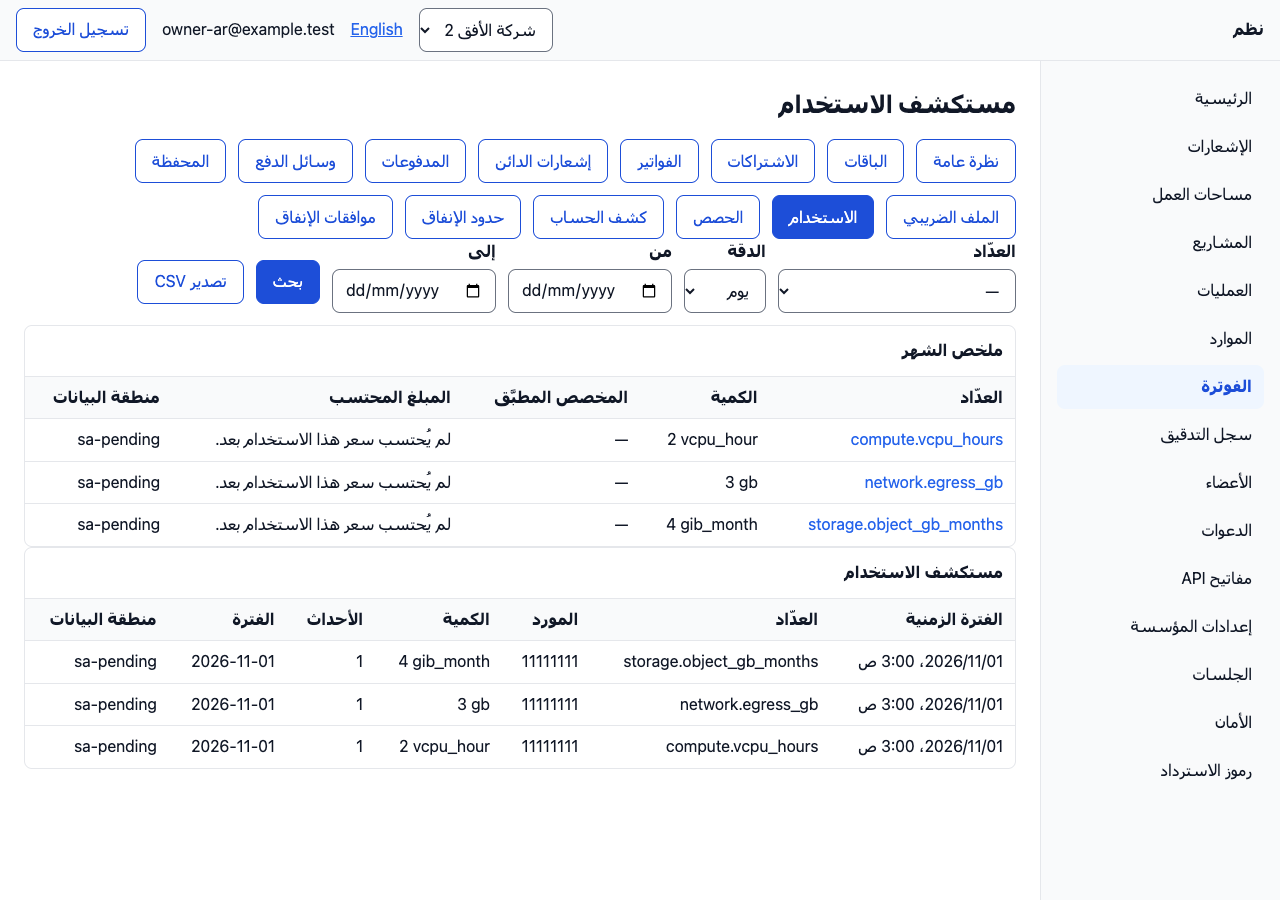 نظم
شركة الأفق 2
English
owner-ar@example.test
تسجيل الخروج
الرئيسية
الإشعارات
مساحات العمل
المشاريع
العمليات
الموارد
الفوترة
سجل التدقيق
الأعضاء
الدعوات
مفاتيح API
إعدادات المؤسسة
الجلسات
الأمان
رموز الاسترداد
مستكشف الاستخدام
نظرة عامة الباقات الاشتراكات الفواتير إشعارات الدائن المدفوعات وسائل الدفع المحفظة
الملف الضريبي الاستخدام الحصص كشف الحساب حدود الإنفاق موافقات الإنفاق
العدّاد الدقة من إلى
— يوم dd/mm/yyyy dd/mm/yyyy بحث تصدير CSV
ملخص الشهر
العدّاد الكمية المخصص المطبَّق المبلغ المحتسب منطقة البيانات
compute.vcpu_hours 2 vcpu_hour — لم يُحتسب سعر هذا الاستخدام بعد. sa-pending
network.egress_gb 3 gb — لم يُحتسب سعر هذا الاستخدام بعد. sa-pending
storage.object_gb_months 4 gib_month — لم يُحتسب سعر هذا الاستخدام بعد. sa-pending
مستكشف الاستخدام
الفترة الزمنية العدّاد المورد الكمية الأحداث الفترة منطقة البيانات
2026/11/01، 3:00 ص storage.object_gb_months 11111111 4 gib_month 1 2026-11-01 sa-pending
2026/11/01، 3:00 ص network.egress_gb 11111111 3 gb 1 2026-11-01 sa-pending
2026/11/01، 3:00 ص compute.vcpu_hours 11111111 2 vcpu_hour 1 2026-11-01 sa-pending